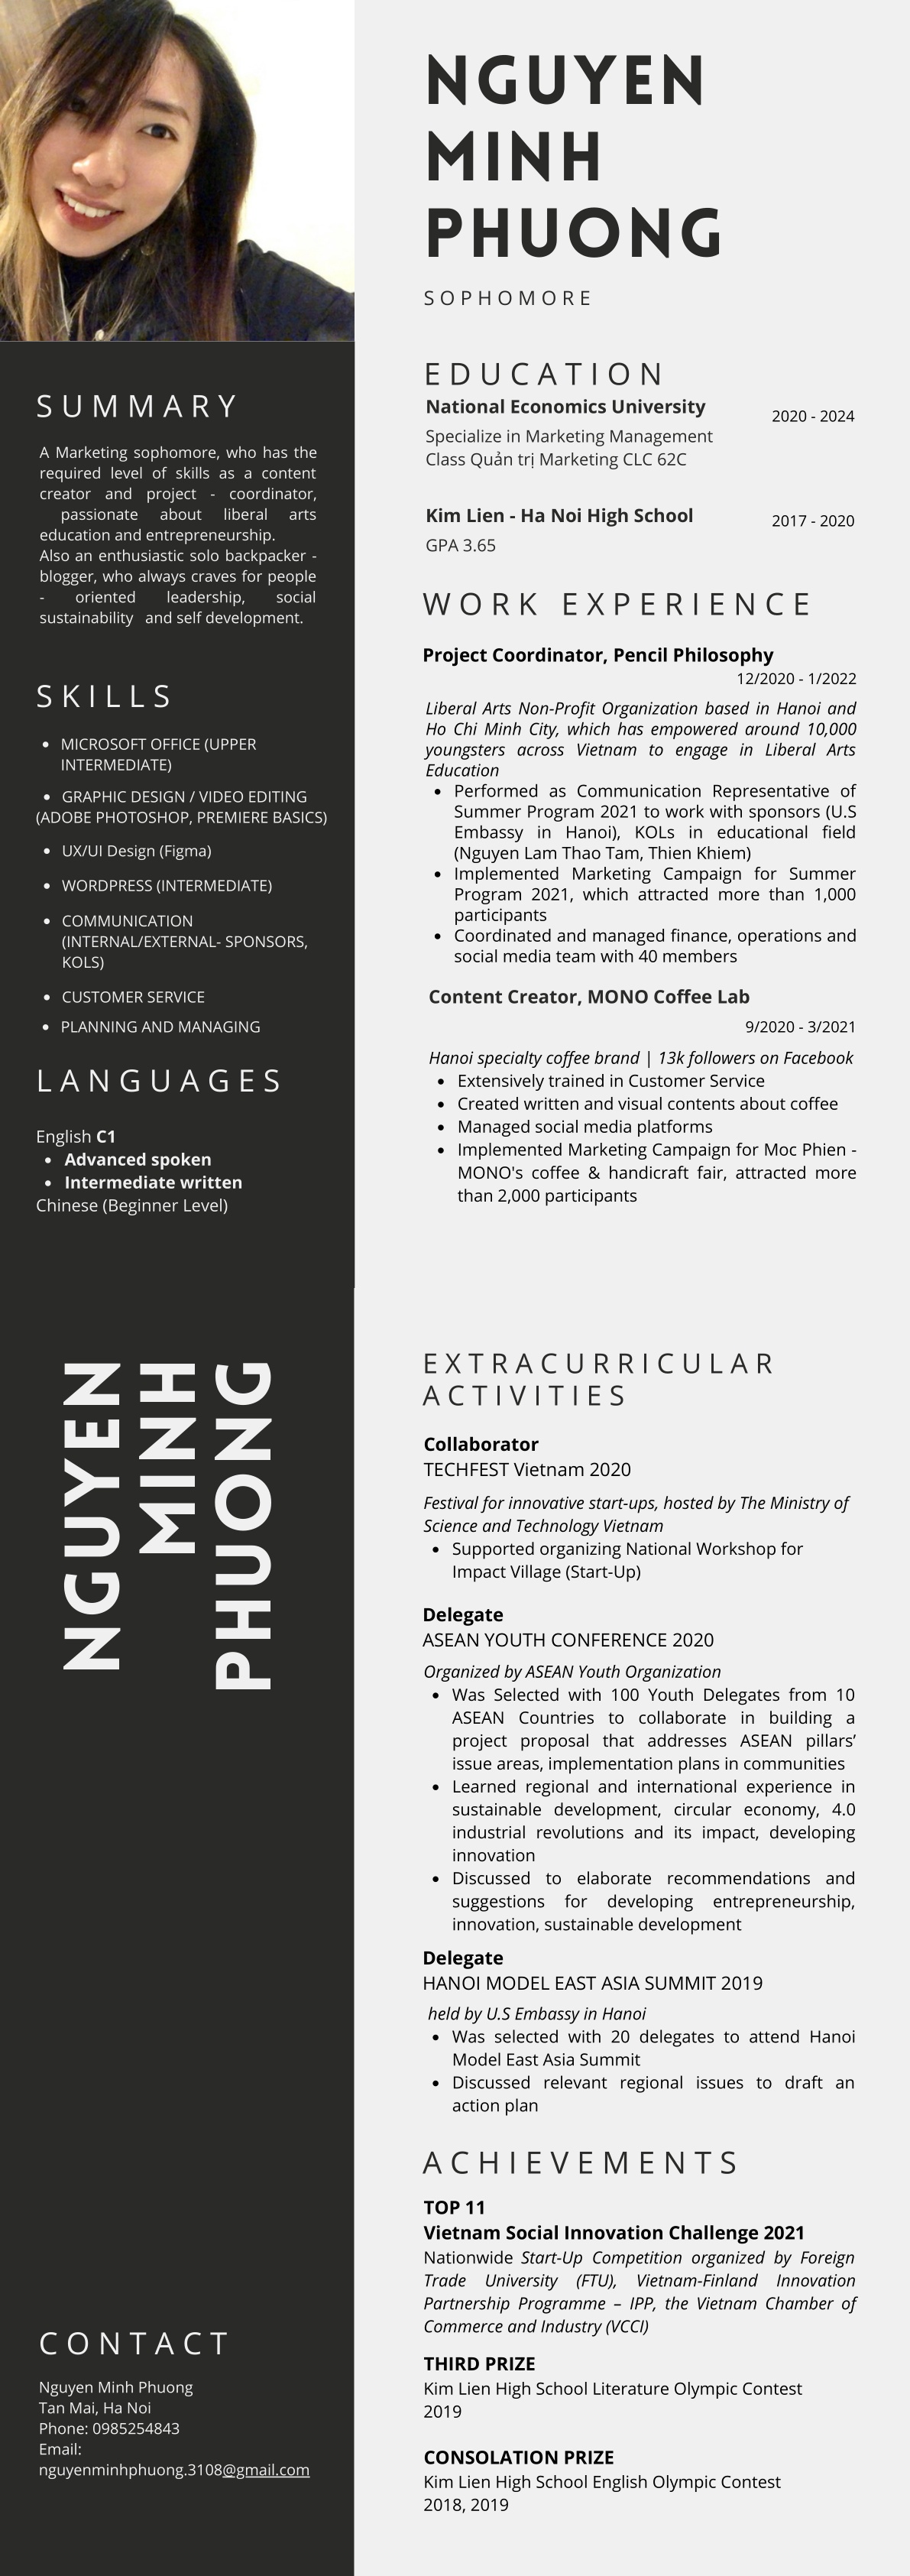 NGUYEN
MINH
PHUONG
SOPHOMORE
SUMMARY
A Marketing sophomore, who has the
required level of skills as a content
creator and project - coordinator,
passionate about liberal arts
education and entrepreneurship.
Also an enthusiastic solo backpacker -
blogger, who always craves for people
- oriented leadership, social
sustainability and self development.
SKILLS
• MICROSOFT OFFICE (UPPER
INTERMEDIATE)
• GRAPHIC DESIGN / VIDEO EDITING
(ADOBE PHOTOSHOP, PREMIERE BASICS)
• UX/UI Design (Figma)
• WORDPRESS (INTERMEDIATE)
• COMMUNICATION
(INTERNAL/EXTERNAL- SPONSORS,
KOLS)
• CUSTOMER SERVICE
• PLANNING AND MANAGING
LANGUAGES
English C1
• Advanced spoken
• Intermediate written
Chinese (Beginner Level)
EDUCATION
National Economics University
2020 - 2024
Specialize in Marketing Management
Class Quản trị Marketing CLC 62C
Kim Lien - Ha Noi High School
2017 - 2020
GPA 3.65
WORK EXPERIENCE
Project Coordinator, Pencil Philosophy
12/2020 - 1/2022
Liberal Arts Non-Profit Organization based in Hanoi and
Ho Chi Minh City, which has empowered around 10,000
youngsters across Vietnam to engage in Liberal Arts
Education
• Performed as Communication Representative of
Summer Program 2021 to work with sponsors (U.S
Embassy in Hanoi), KOLs in educational field
(Nguyen Lam Thao Tam, Thien Khiem)
• Implemented Marketing Campaign for Summer
Program 2021, which attracted more than 1,000
participants
• Coordinated and managed finance, operations and
social media team with 40 members
Content Creator, MONO Coffee Lab
9/2020 - 3/2021
Hanoi specialty coffee brand | 13k followers on Facebook
• Extensively trained in Customer Service
• Created written and visual contents about coffee
• Managed social media platforms
• Implemented Marketing Campaign for Moc Phien -
MONO's coffee & handicraft fair, attracted more
than 2,000 participants
NGUYEN
MINH
PHUONG
CONTACT
Nguyen Minh Phuong
Tan Mai, Ha Noi
Phone: 0985254843
Email:
nguyenminhphuong.3108@gmail.com
EXTRACURRICULAR
ACTIVITIES
Collaborator
TECHFEST Vietnam 2020
Festival for innovative start-ups, hosted by The Ministry of
Science and Technology Vietnam
• Supported organizing National Workshop for
Impact Village (Start-Up)
Delegate
ASEAN YOUTH CONFERENCE 2020
Organized by ASEAN Youth Organization
• Was Selected with 100 Youth Delegates from 10
ASEAN Countries to collaborate in building a
project proposal that addresses ASEAN pillars’
issue areas, implementation plans in communities
• Learned regional and international experience in
sustainable development, circular economy, 4.0
industrial revolutions and its impact, developing
innovation
• Discussed to elaborate recommendations and
suggestions for developing entrepreneurship,
innovation, sustainable development
Delegate
HANOI MODEL EAST ASIA SUMMIT 2019
held by U.S Embassy in Hanoi
• Was selected with 20 delegates to attend Hanoi
Model East Asia Summit
• Discussed relevant regional issues to draft an
action plan
ACHIEVEMENTS
TOP 11
Vietnam Social Innovation Challenge 2021
Nationwide Start-Up Competition organized by Foreign
Trade University (FTU), Vietnam-Finland Innovation
Partnership Programme – IPP, the Vietnam Chamber of
Commerce and Industry (VCCI)
THIRD PRIZE
Kim Lien High School Literature Olympic Contest
2019
CONSOLATION PRIZE
Kim Lien High School English Olympic Contest
2018, 2019